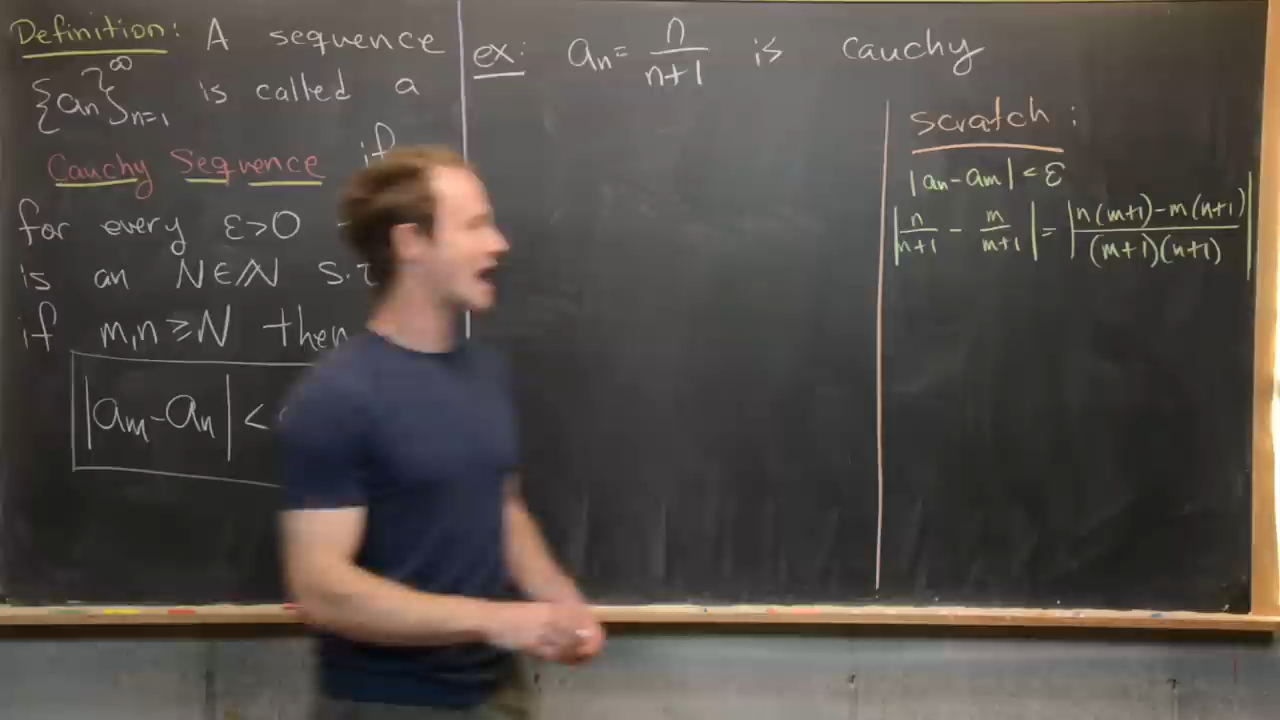 Definition: A sequence
{an}∞n=1 is called a
Cauchy Sequence if
for every ε>0
is an N∈ℕ s.t
if m,n ≥ N then
|am - an| <
ex: an = n/n+1 is cauchy
scratch:
|an - am| < ε
|n/n+1 - m/m+1| = |n(m+1) - m(n+1)/(m+1)(n+1)|